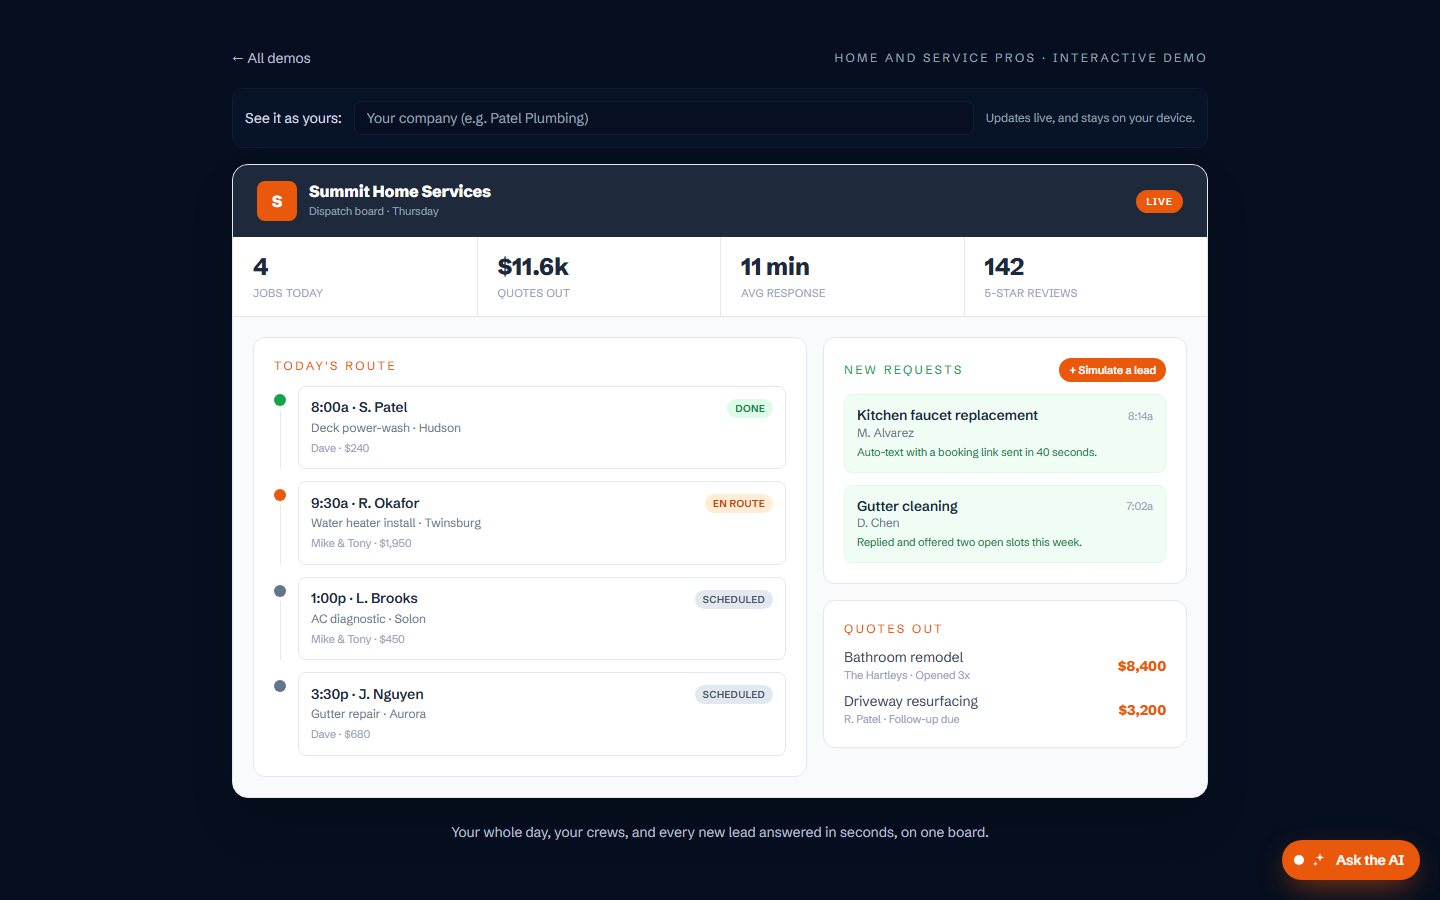 ← All demos
HOME AND SERVICE PROS · INTERACTIVE DEMO
See it as yours:
Your company (e.g. Patel Plumbing)
Updates live, and stays on your device.
S
Summit Home Services
Dispatch board · Thursday
LIVE
4
JOBS TODAY
$11.6k
QUOTES OUT
11 min
AVG RESPONSE
142
5-STAR REVIEWS
TODAY'S ROUTE
8:00a · S. Patel
DONE
Deck power-wash · Hudson
Dave · $240
9:30a · R. Okafor
EN ROUTE
Water heater install · Twinsburg
Mike & Tony · $1,950
1:00p · L. Brooks
SCHEDULED
AC diagnostic · Solon
Mike & Tony · $450
3:30p · J. Nguyen
SCHEDULED
Gutter repair · Aurora
Dave · $680
NEW REQUESTS
+ Simulate a lead
Kitchen faucet replacement
8:14a
M. Alvarez
Auto-text with a booking link sent in 40 seconds.
Gutter cleaning
7:02a
D. Chen
Replied and offered two open slots this week.
QUOTES OUT
Bathroom remodel
The Hartleys · Opened 3x
$8,400
Driveway resurfacing
R. Patel · Follow-up due
$3,200
Your whole day, your crews, and every new lead answered in seconds, on one board.
Ask the AI